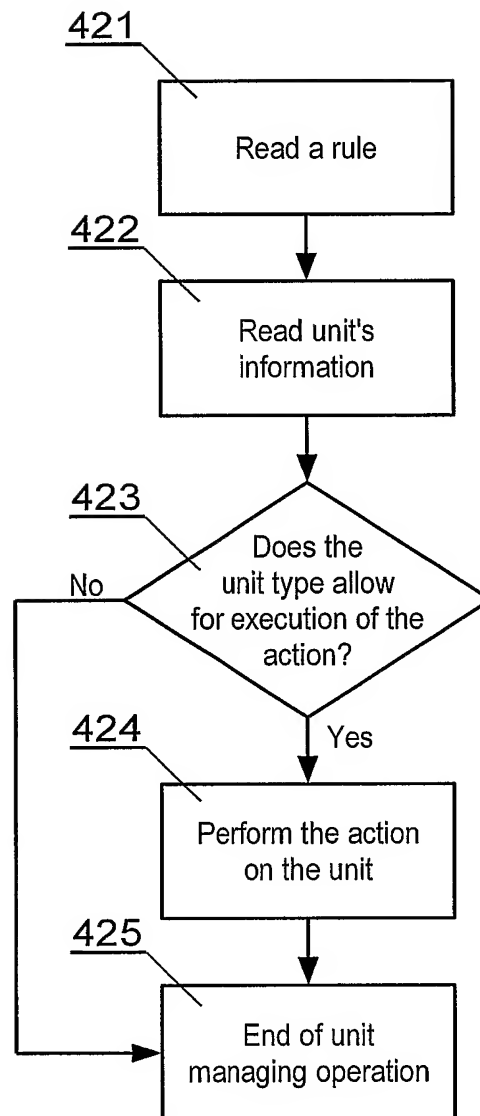 421
Read a rule
422
Read unit's
information
423
Does the
unit type allow
for execution of the
action?
No
Yes
424
Perform the action
on the unit
425
End of unit
managing operation